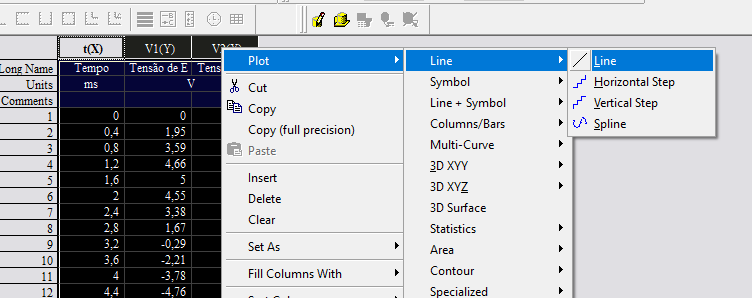 t(X) V1(Y) V2(Y)
Long Name Tempo Tensão de E Tens
Units ms V
Comments
1 0 0
2 0,4 1,95
3 0,8 3,59
4 1,2 4,66
5 1,6 5
6 2 4,55
7 2,4 3,38
8 2,8 1,67
9 3,2 -0,29
10 3,6 -2,21
11 4 -3,78
12 4,4 -4,76
Plot
Cut
Copy
Copy (full precision)
Paste
Insert
Delete
Clear
Set As
Fill Columns With
Line
Symbol
Line + Symbol
Columns/Bars
Multi-Curve
3D XYY
3D XYZ
3D Surface
Statistics
Area
Contour
Specialized
Line
Horizontal Step
Vertical Step
Spline